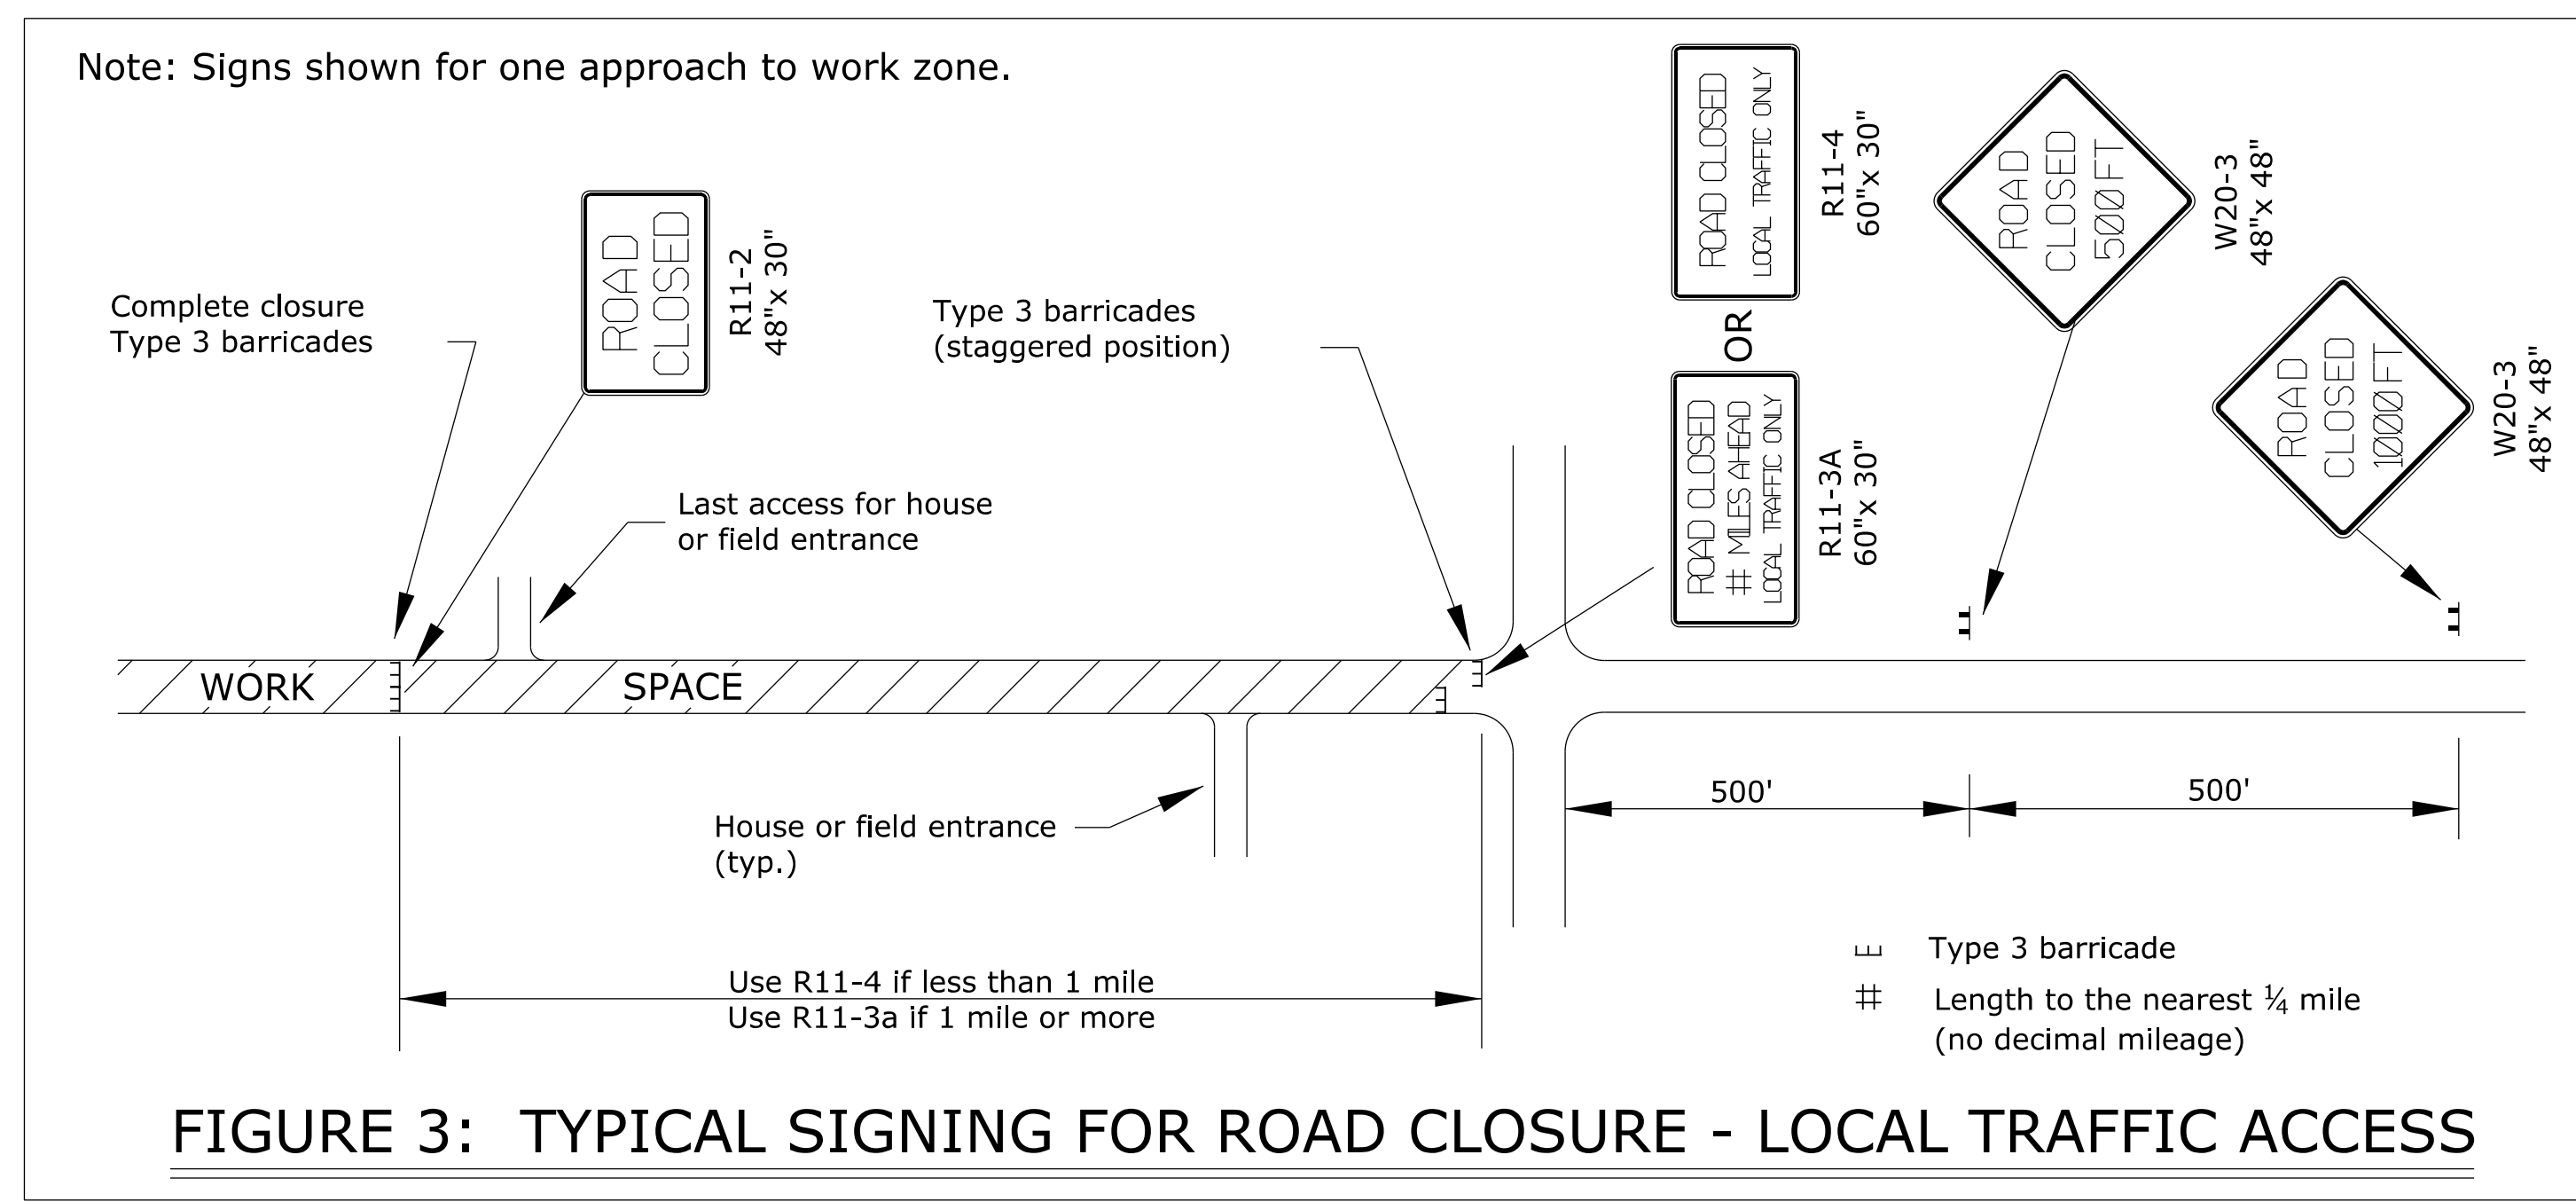 Note: Signs shown for one approach to work zone.
ROAD CLOSED
LOCAL TRAFFIC ONLY
R11-4
60"x 30"
ROAD
CLOSED
500 FT
W20-3
48"x 48"
ROAD
CLOSED
R11-2
48"x 30"
Complete closure
Type 3 barricades
Type 3 barricades
(staggered position)
OR
ROAD CLOSED
# MILES AHEAD
LOCAL TRAFFIC ONLY
R11-3A
60"x 30"
ROAD
CLOSED
1000 FT
W20-3
48"x 48"
Last access for house
or field entrance
WORK
SPACE
House or field entrance
(typ.)
500'
500'
Use R11-4 if less than 1 mile
Use R11-3a if 1 mile or more
Type 3 barricade
# Length to the nearest ¼ mile
(no decimal mileage)
FIGURE 3: TYPICAL SIGNING FOR ROAD CLOSURE - LOCAL TRAFFIC ACCESS